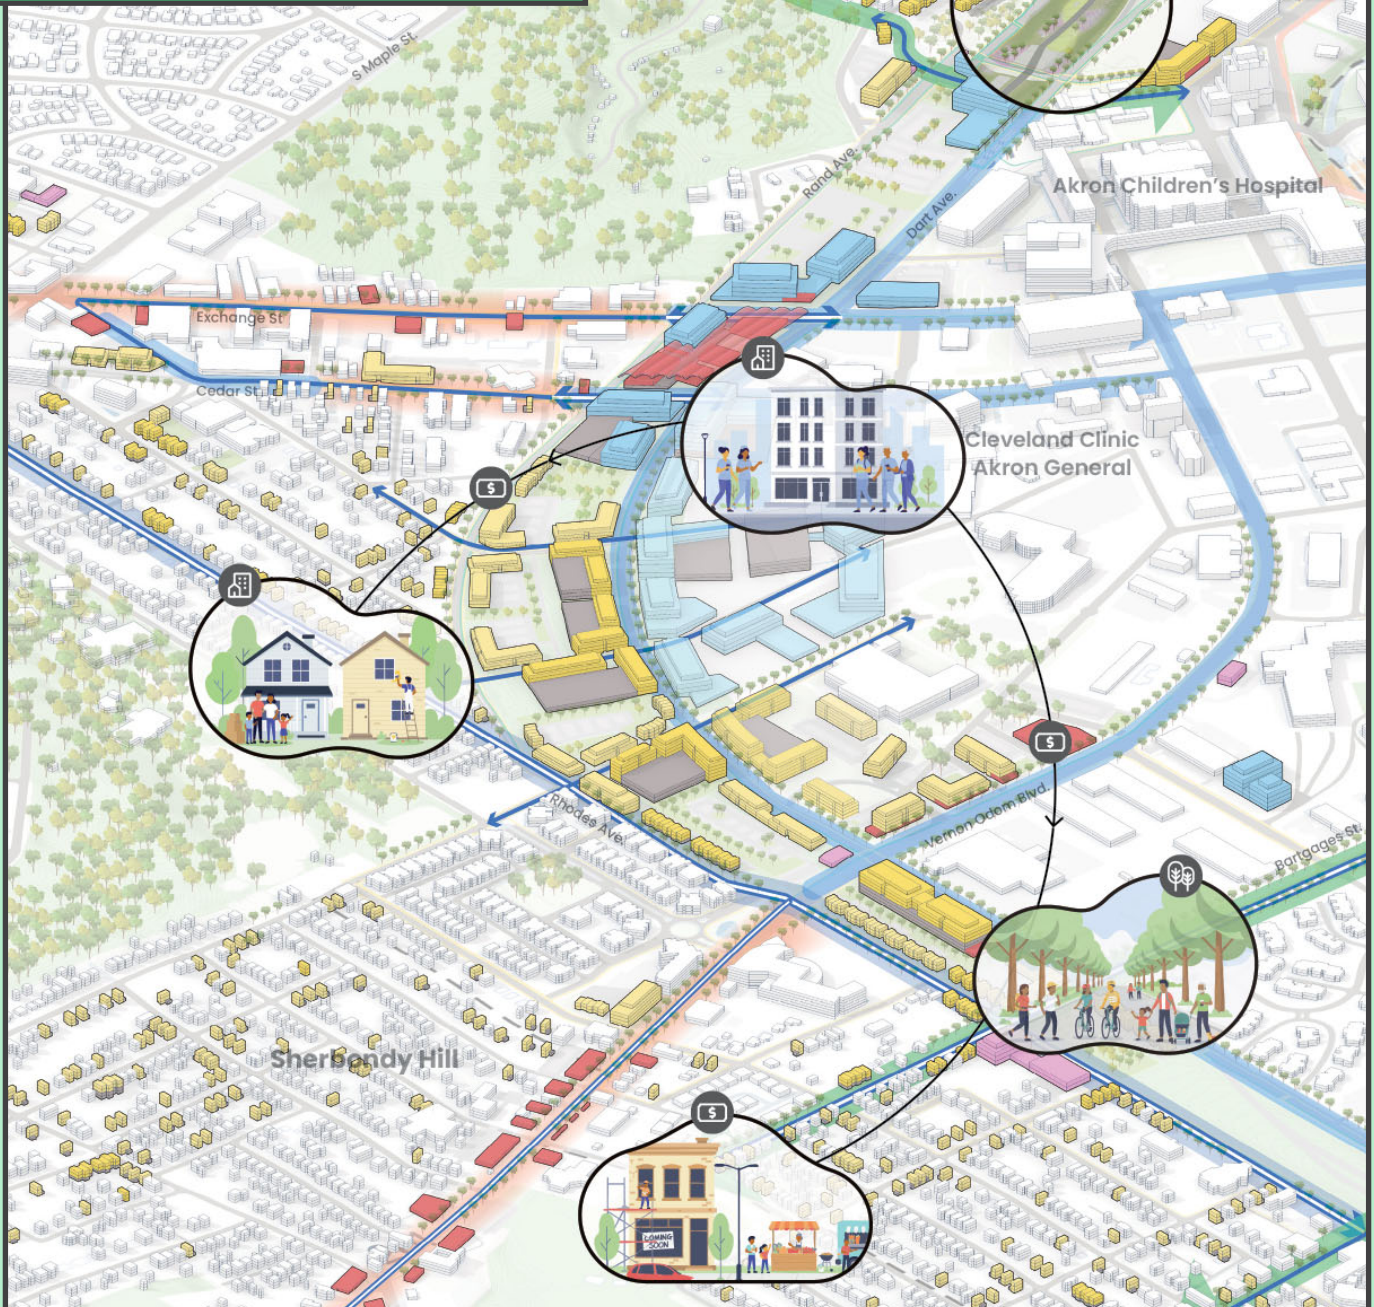 S Maple St.
Rand Ave.
Dart Ave.
Akron Children's Hospital
Exchange St
Cedar St
Cleveland Clinic
Akron General
$
$
Rhodes Ave.
Vernon Odom Blvd.
Bartgages St.
Sherbondy Hill
$
COMING
SOON